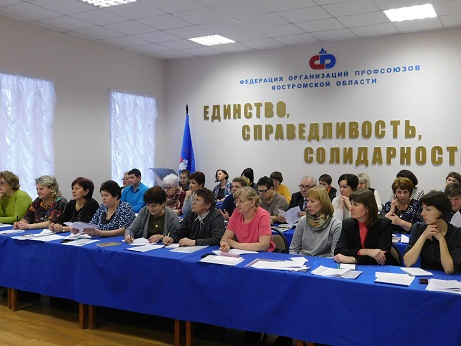 ФЕДЕРАЦИЯ ОРГАНИЗАЦИЙ ПРОФСОЮЗОВ
КОСТРОМСКОЙ ОБЛАСТИ
ЕДИНСТВО,
СПРАВЕДЛИВОСТЬ,
СОЛИДАРНОСТ